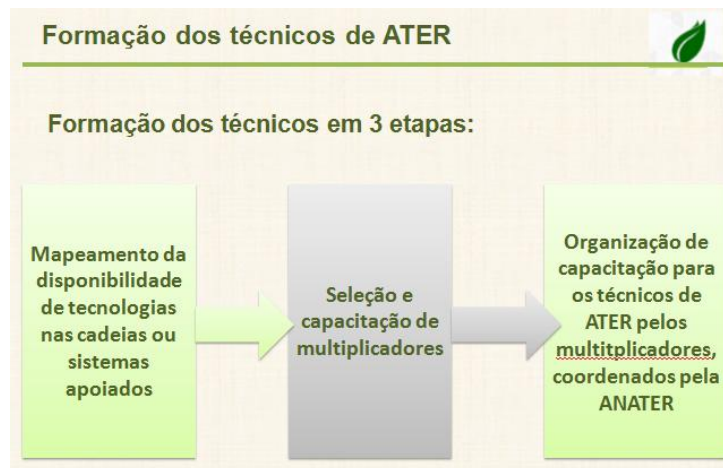 Formação dos técnicos de ATER
Formação dos técnicos em 3 etapas:
Mapeamento da
disponibilidade
de tecnologias
nas cadeias ou
sistemas
apoiados
Seleção e
capacitação de
multiplicadores
Organização de
capacitação para
os técnicos de
ATER pelos
multitplicadores,
coordenados pela
ANATER